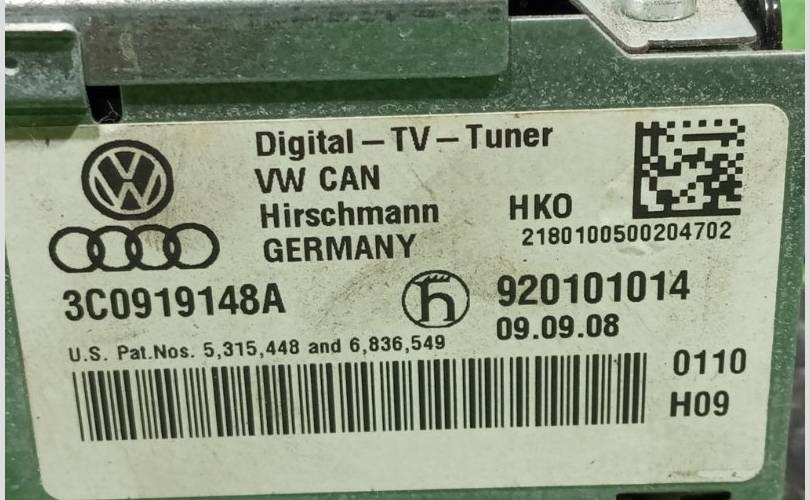 Digital-TV-Tuner
VW CAN
Hirschmann HKO
GERMANY 2180100500204702
3C0919148A h 920101014
09.09.08
U.S. Pat.Nos. 5,315,448 and 6,836,549
0110
H09